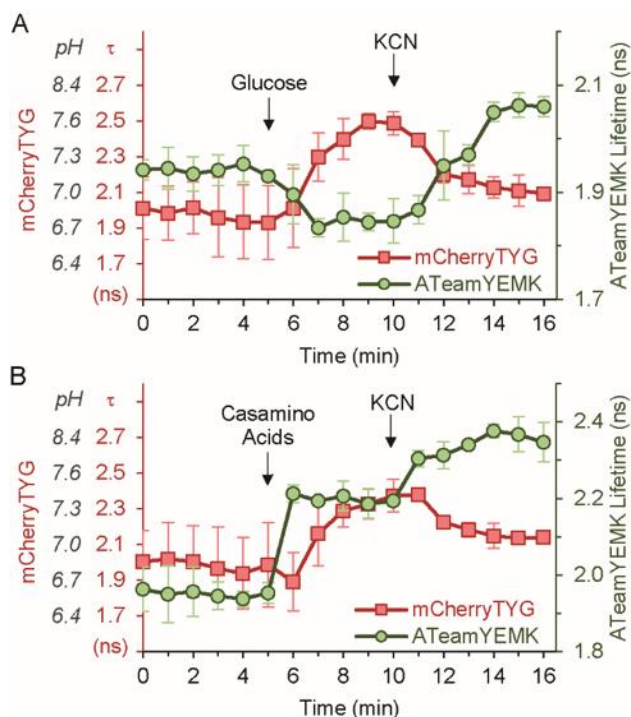 A
pH τ
8.4 2.7
7.6 2.5
7.3 2.3
7.0 2.1
6.7 1.9
6.4 1.7
(ns)
mCherryTYG
Glucose
KCN
2.1
1.9
1.7
ATeamYEMK Lifetime (ns)
mCherryTYG
ATeamYEMK
0 2 4 6 8 10 12 14 16
Time (min)
B
pH τ
8.4 2.7
7.6 2.5
7.3 2.3
7.0 2.1
6.7 1.9
6.4 1.7
(ns)
mCherryTYG
Casamino
Acids
KCN
2.4
2.2
2.0
1.8
ATeamYEMK Lifetime (ns)
mCherryTYG
ATeamYEMK
0 2 4 6 8 10 12 14 16
Time (min)